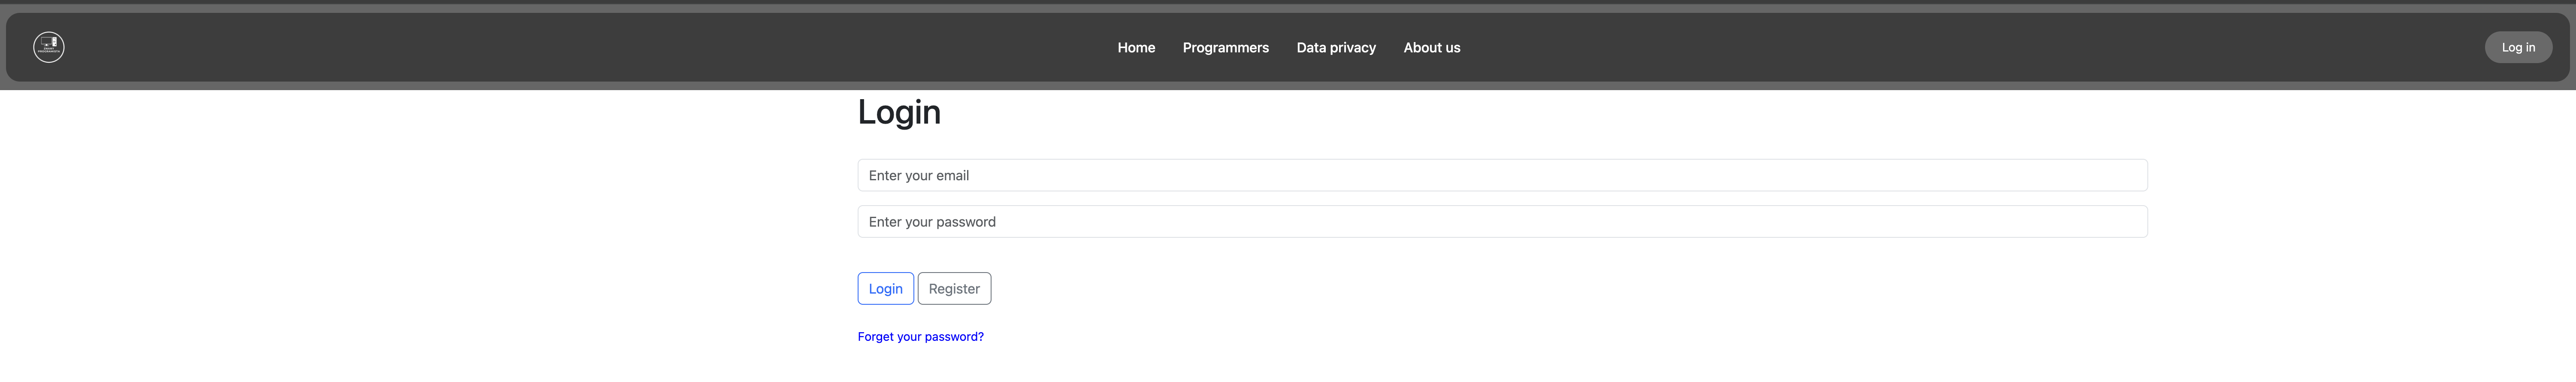 Home Programmers Data privacy About us Log in
Login
Enter your email
Enter your password
Login Register
Forget your password?